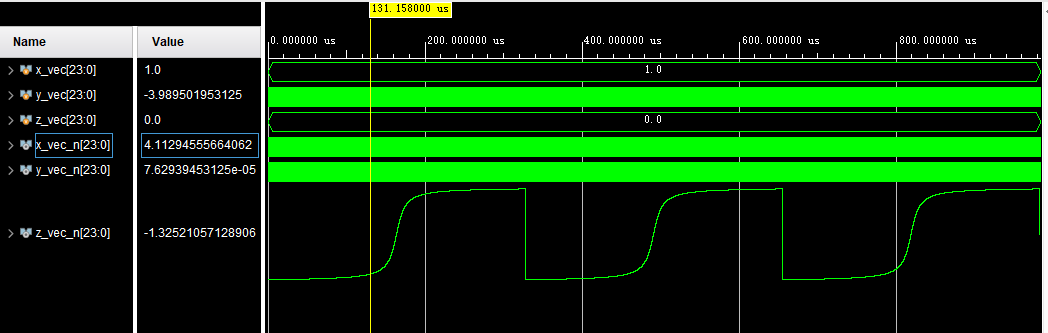 131.158000 us
Name Value
0.000000 us 200.000000 us 400.000000 us 600.000000 us 800.000000 us
x_vec[23:0] 1.0 1.0
y_vec[23:0] -3.989501953125
z_vec[23:0] 0.0 0.0
x_vec_n[23:0] 4.11294555664062
y_vec_n[23:0] 7.62939453125e-05
z_vec_n[23:0] -1.32521057128906